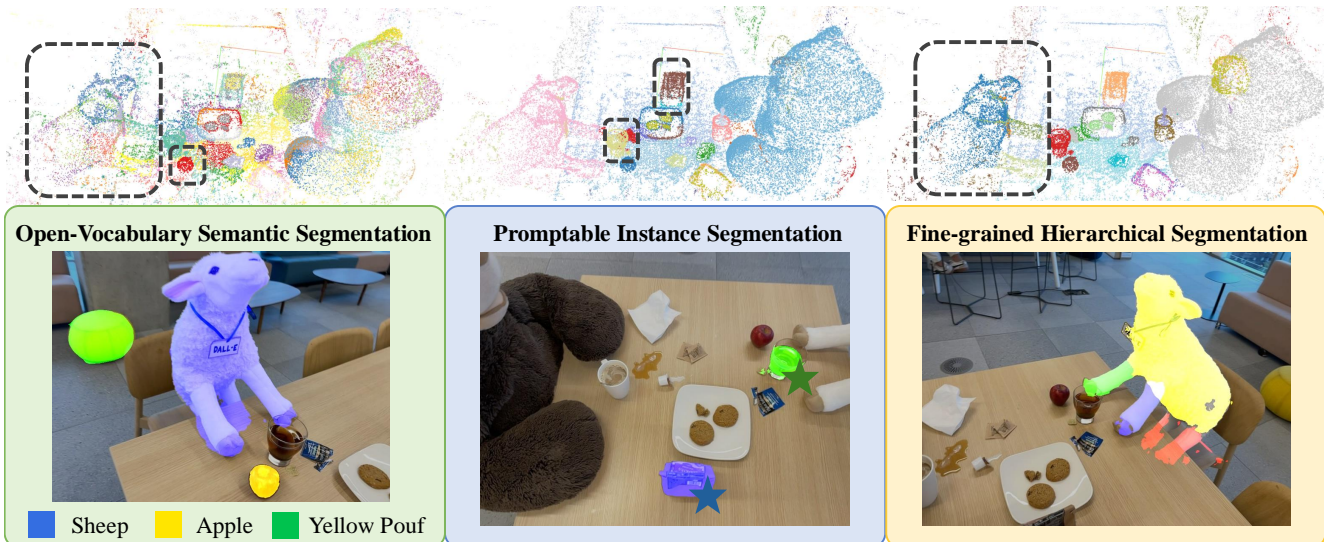 Open-Vocabulary Semantic Segmentation
Promptable Instance Segmentation
Fine-grained Hierarchical Segmentation
DALL-E
Sheep
Apple
Yellow Pouf